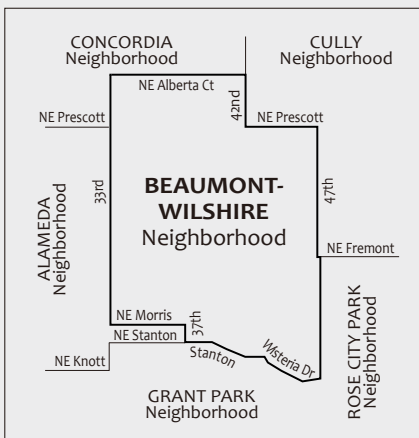 CONCORDIA
Neighborhood
CULLY
Neighborhood
NE Alberta Ct
42nd
NE Prescott
NE Prescott
33rd
BEAUMONT-
WILSHIRE
Neighborhood
47th
ALAMEDA
Neighborhood
NE Fremont
NE Morris
37th
NE Stanton
Stanton
Wisteria Dr
NE Knott
ROSE CITY PARK
Neighborhood
GRANT PARK
Neighborhood